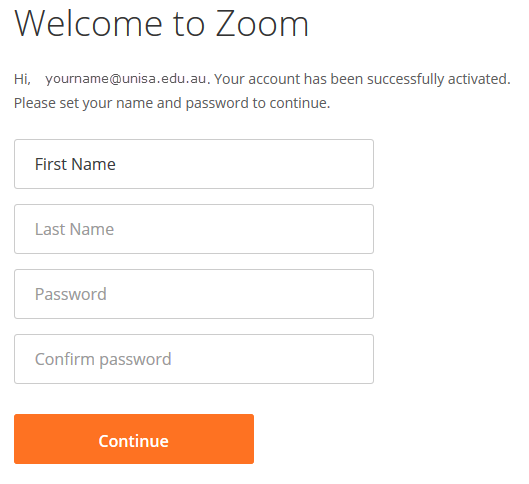 Welcome to Zoom
Hi, yourname@unisa.edu.au. Your account has been successfully activated.
Please set your name and password to continue.
First Name
Last Name
Password
Confirm password
Continue